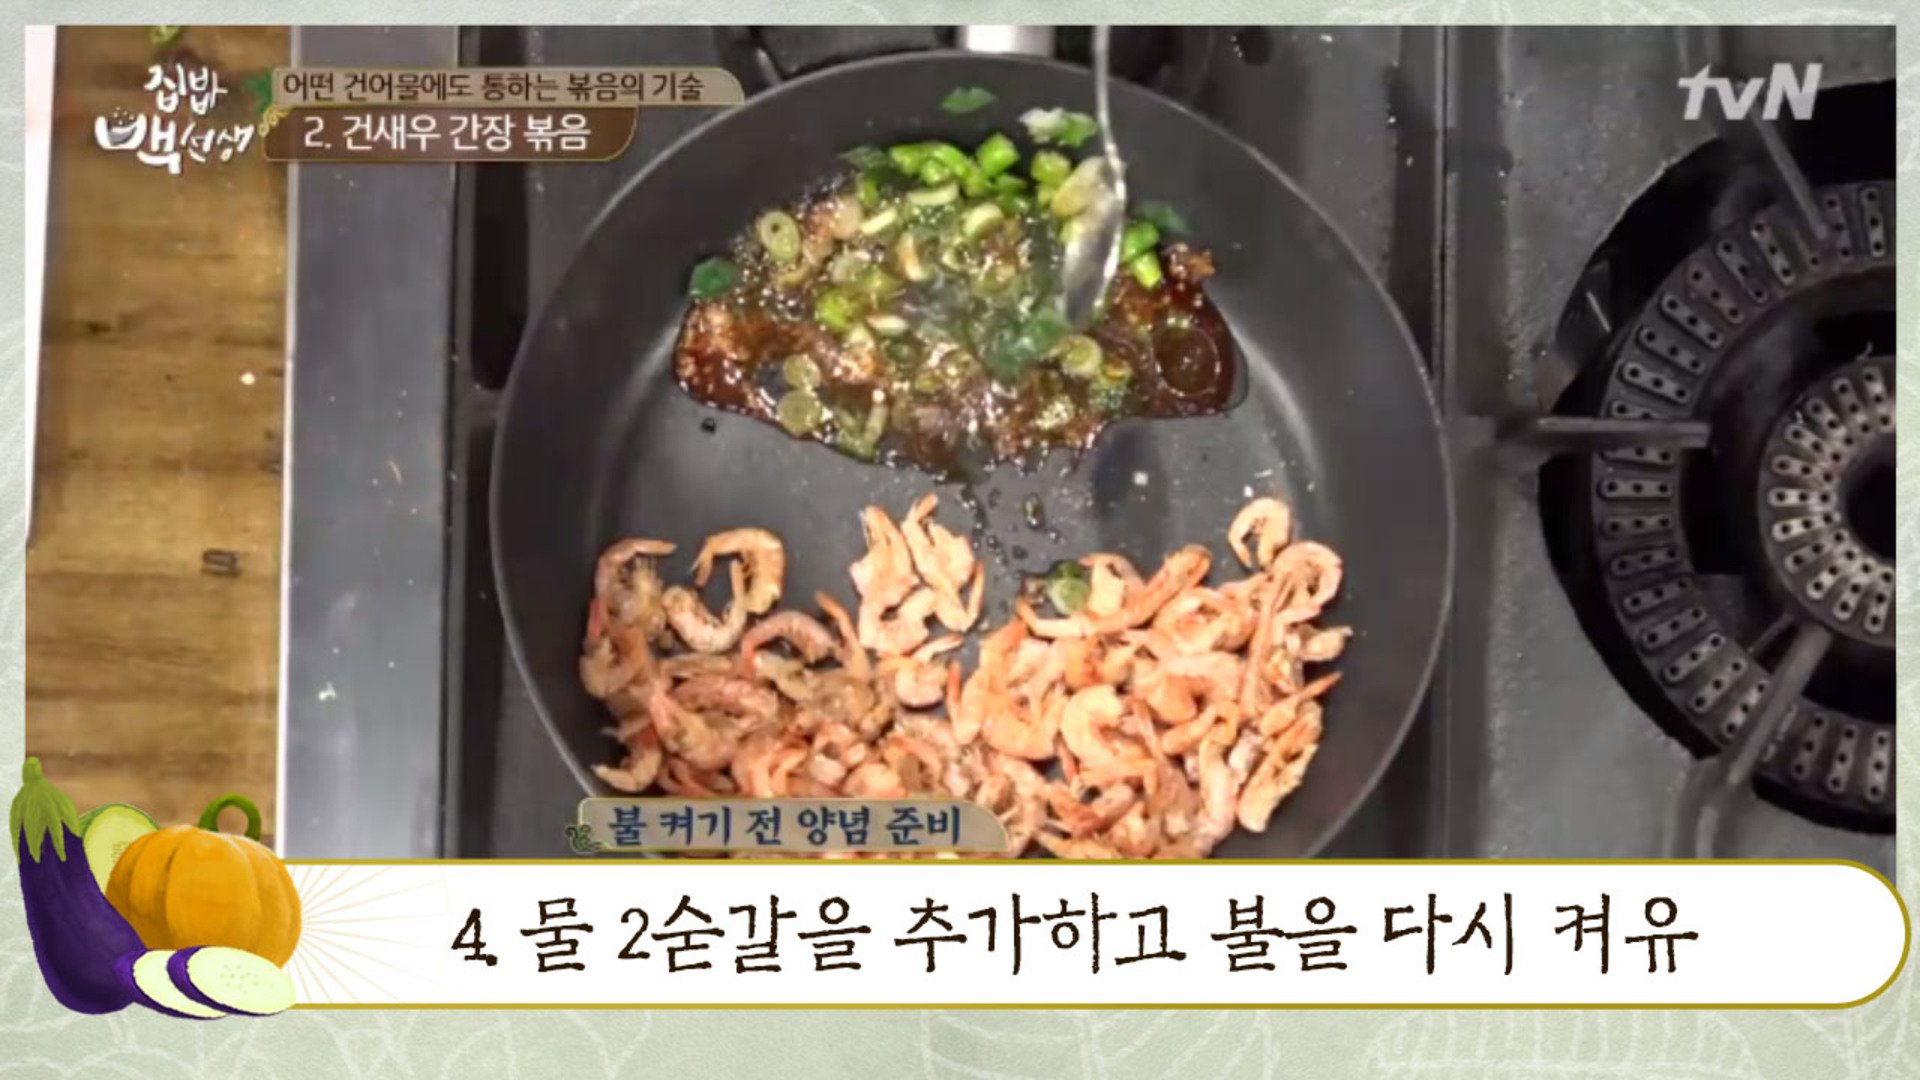 집밥
백선생
어떤 건어물에도 통하는 볶음의 기술
2. 건새우 간장 볶음
tvN
불 켜기 전 양념 준비
4. 물 2숟갈을 추가하고 불을 다시 켜유